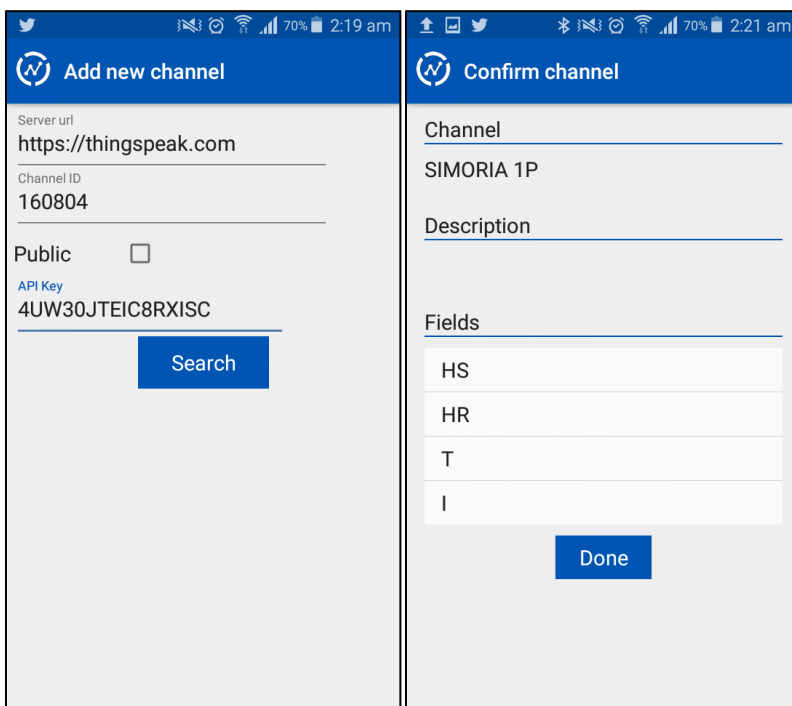 70% 2:19 am
Add new channel
Server url
https://thingspeak.com
Channel ID
160804
Public
API Key
4UW30JTEIC8RXISC
Search
70% 2:21 am
Confirm channel
Channel
SIMORIA 1P
Description
Fields
HS
HR
T
I
Done